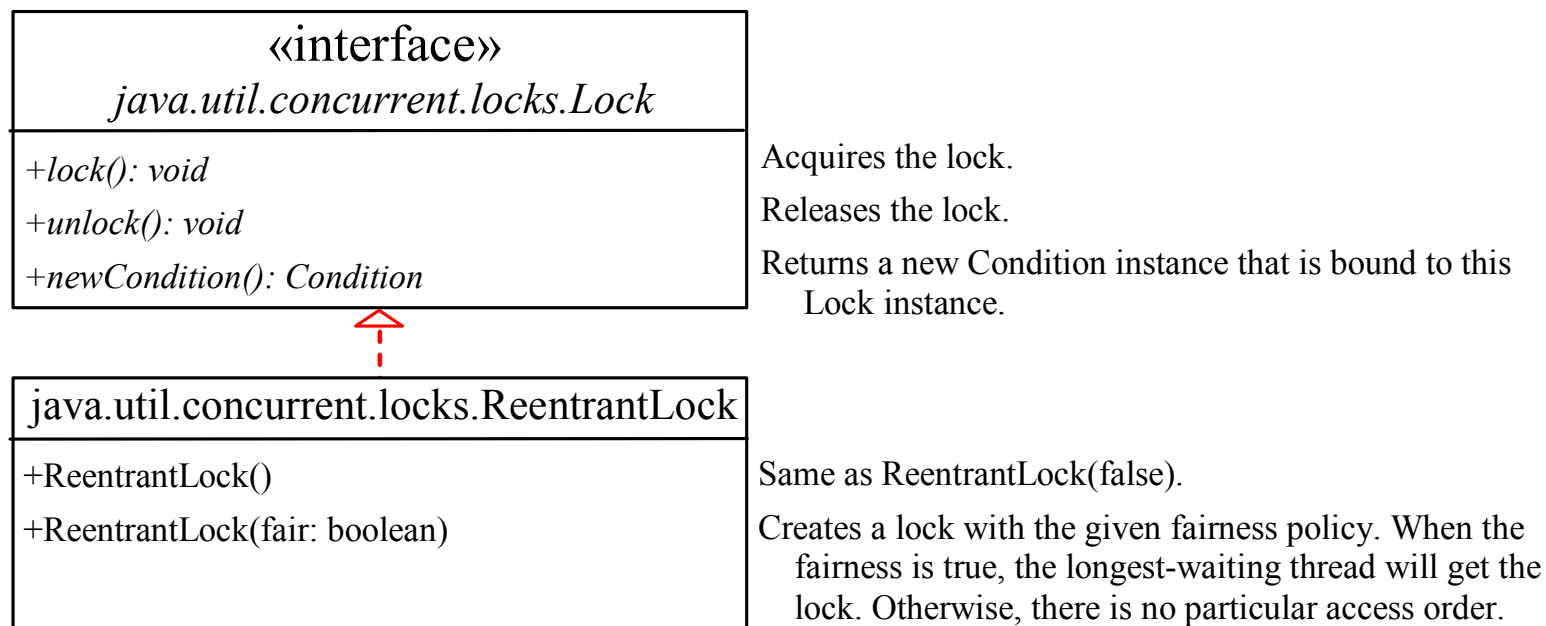 «interface»
java.util.concurrent.locks.Lock
+lock(): void
Acquires the lock.
+unlock(): void
Releases the lock.
+newCondition(): Condition
Returns a new Condition instance that is bound to this
Lock instance.
java.util.concurrent.locks.ReentrantLock
+ReentrantLock()
Same as ReentrantLock(false).
+ReentrantLock(fair: boolean)
Creates a lock with the given fairness policy. When the
fairness is true, the longest-waiting thread will get the
lock. Otherwise, there is no particular access order.